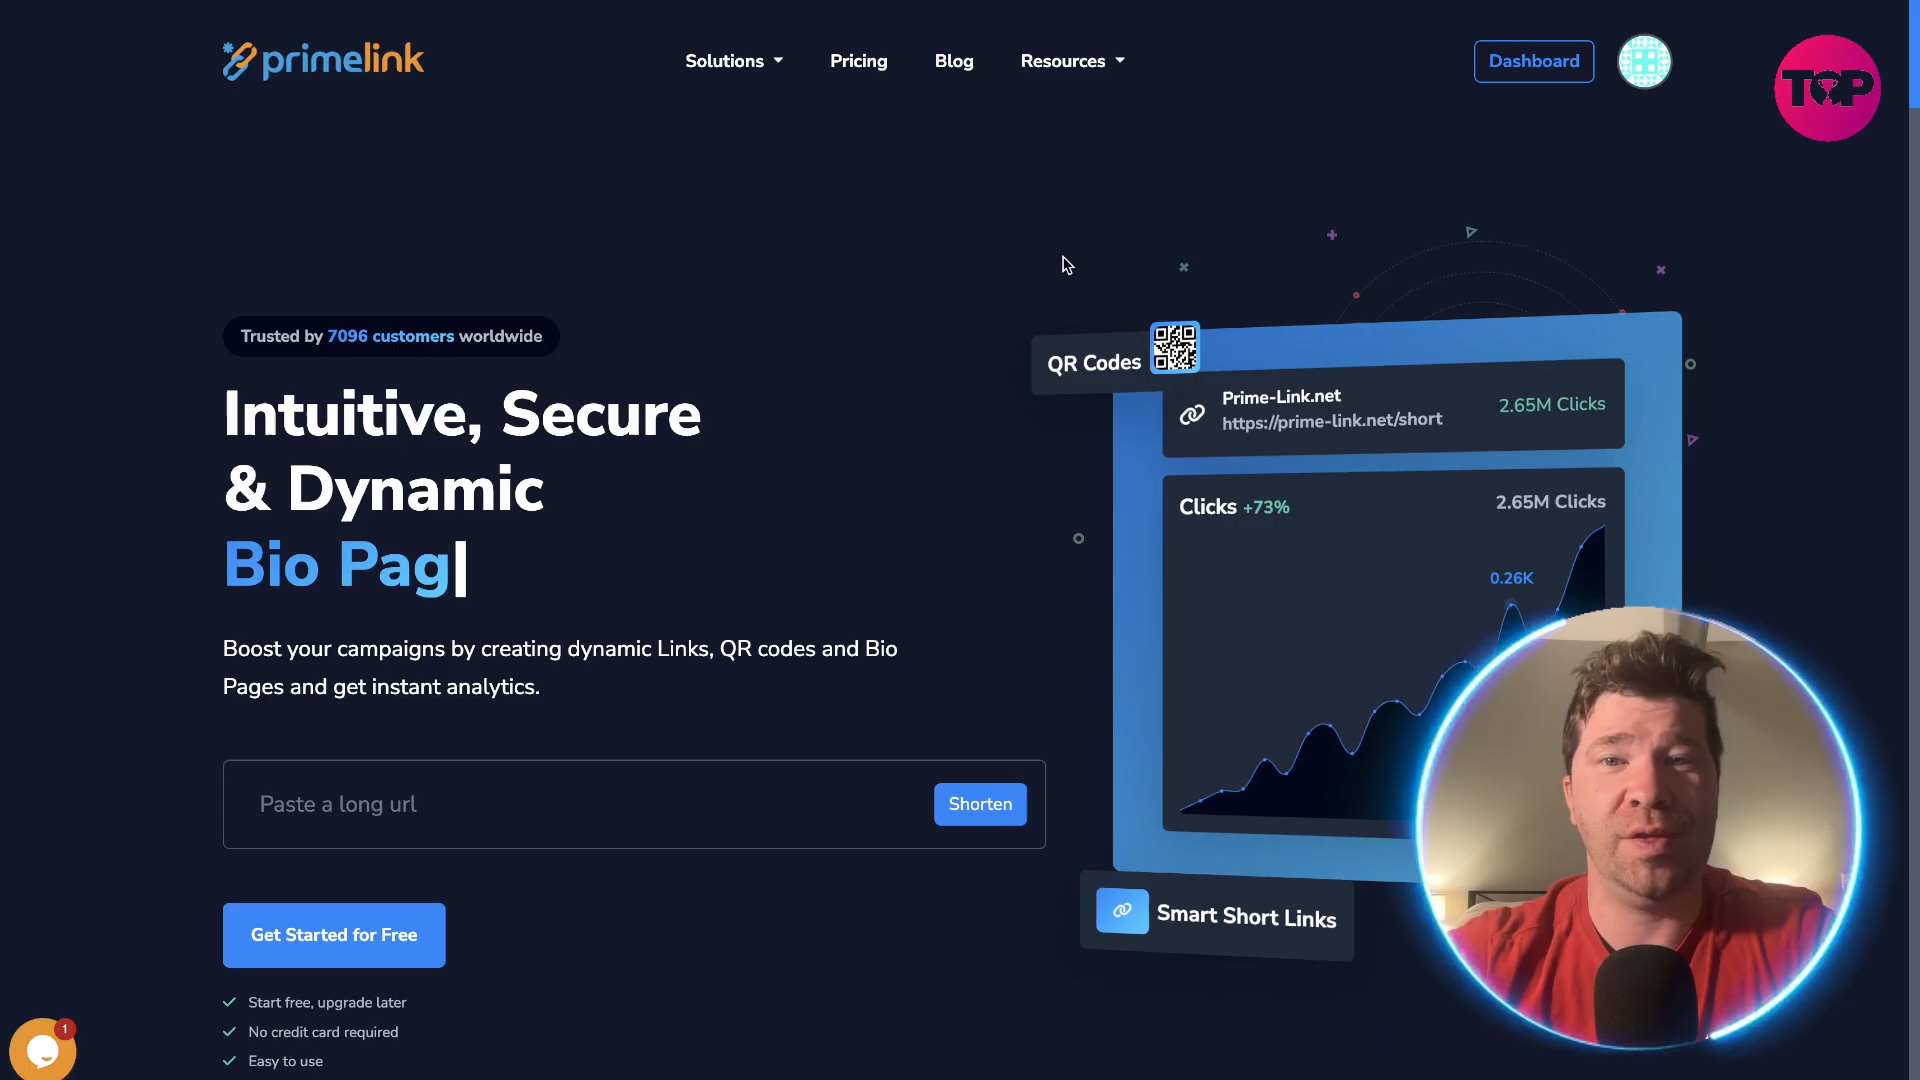 primelink
Solutions
Pricing
Blog
Resources
Dashboard
TOP
Trusted by 7096 customers worldwide
Intuitive, Secure
& Dynamic
Bio Pag
Boost your campaigns by creating dynamic Links, QR codes and Bio
Pages and get instant analytics.
Paste a long url
Shorten
Get Started for Free
Start free, upgrade later
No credit card required
Easy to use
1
QR Codes
Prime-Link.net
https://prime-link.net/short
2.65M Clicks
Clicks +73%
2.65M Clicks
0.26K
Smart Short Links